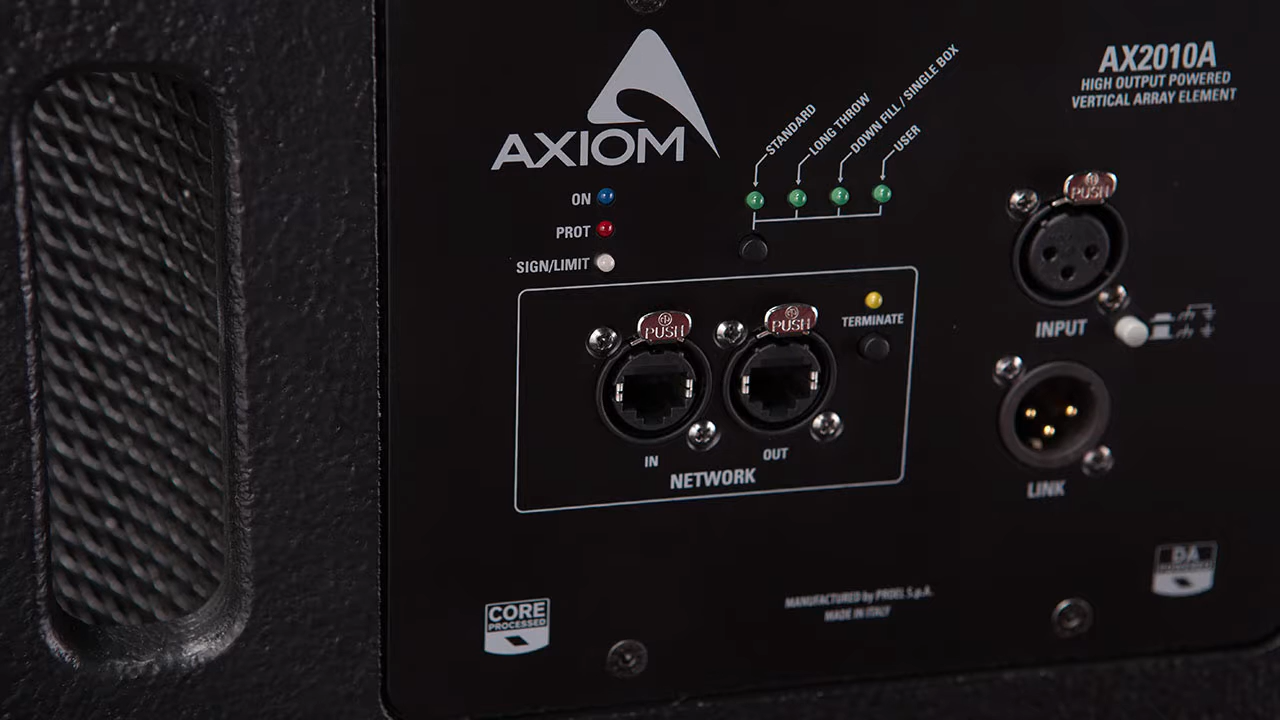 AXIOM
STANDARD
LONG THROW
DOWN FILL / SINGLE BOX
USER
AX2010A
HIGH OUTPUT POWERED
VERTICAL ARRAY ELEMENT
ON
PROT
SIGN/LIMIT
PUSH
INPUT
PUSH
PUSH
TERMINATE
IN
OUT
NETWORK
LINK
CORE
PROCESSED
MANUFACTURED by PROEL S.p.A.
MADE IN ITALY
DA